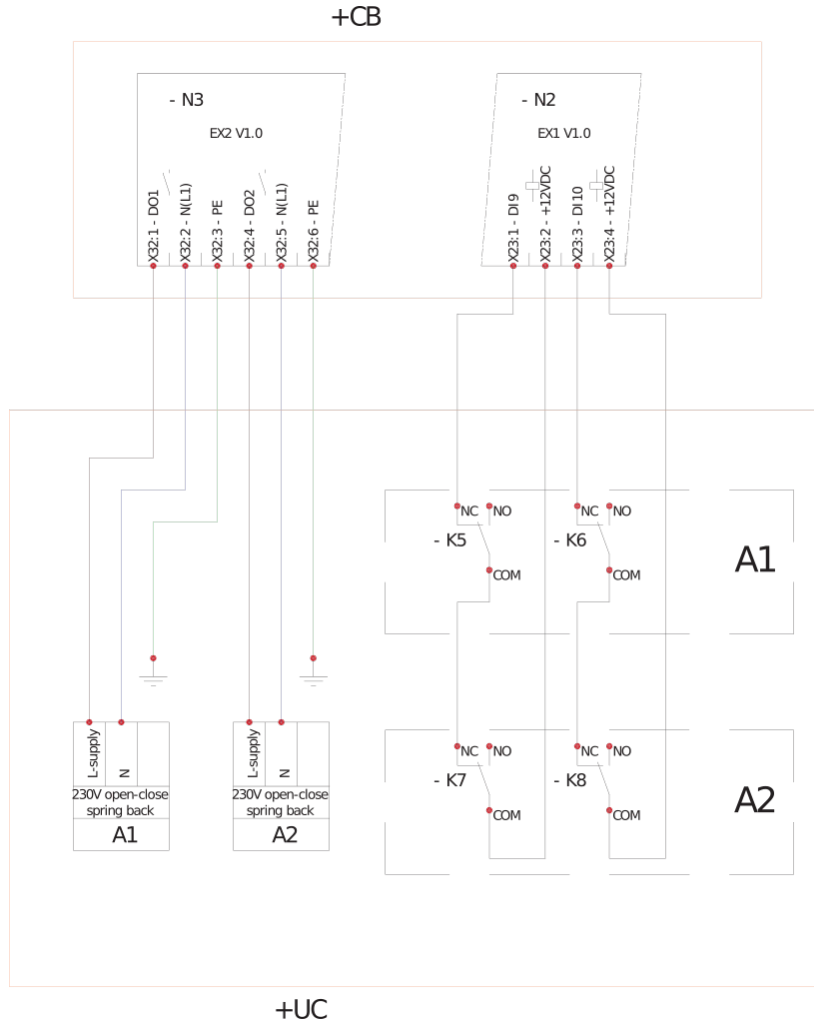 +CB
- N3
EX2 V1.0
X32:1 - DO1
X32:2 - N(L1)
X32:3 - PE
X32:4 - DO2
X32:5 - N(L1)
X32:6 - PE
- N2
EX1 V1.0
X23:1 - DI9
X23:2 - +12VDC
X23:3 - DI10
X23:4 - +12VDC
NC NO
- K5
COM
NC NO
- K6
COM
A1
NC NO
- K7
COM
NC NO
- K8
COM
A2
L-supply
N
230V open-close
spring back
A1
L-supply
N
230V open-close
spring back
A2
+UC